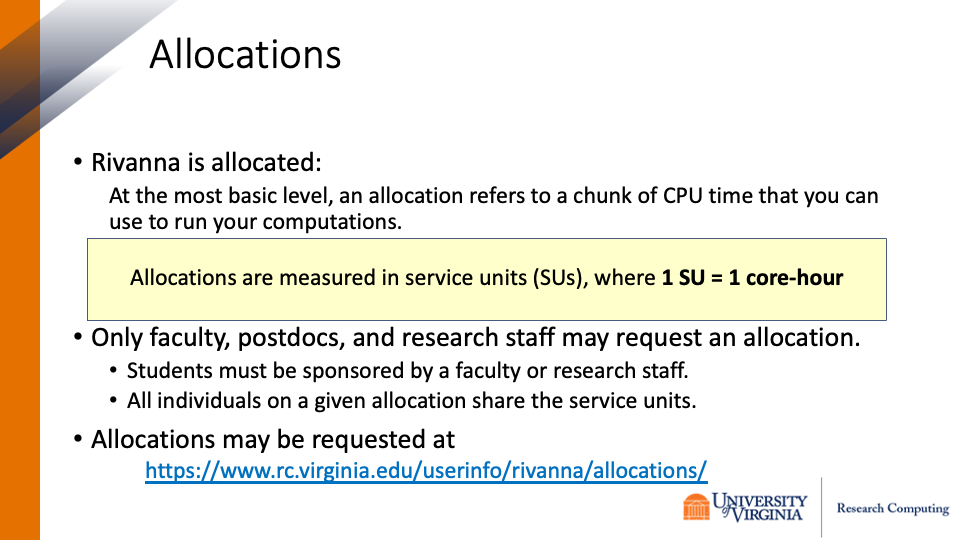 Allocations
• Rivanna is allocated:
At the most basic level, an allocation refers to a chunk of CPU time that you can
use to run your computations.
Allocations are measured in service units (SUs), where 1 SU = 1 core-hour
• Only faculty, postdocs, and research staff may request an allocation.
• Students must be sponsored by a faculty or research staff.
• All individuals on a given allocation share the service units.
• Allocations may be requested at
https://www.rc.virginia.edu/userinfo/rivanna/allocations/
UNIVERSITY
of VIRGINIA
Research Computing